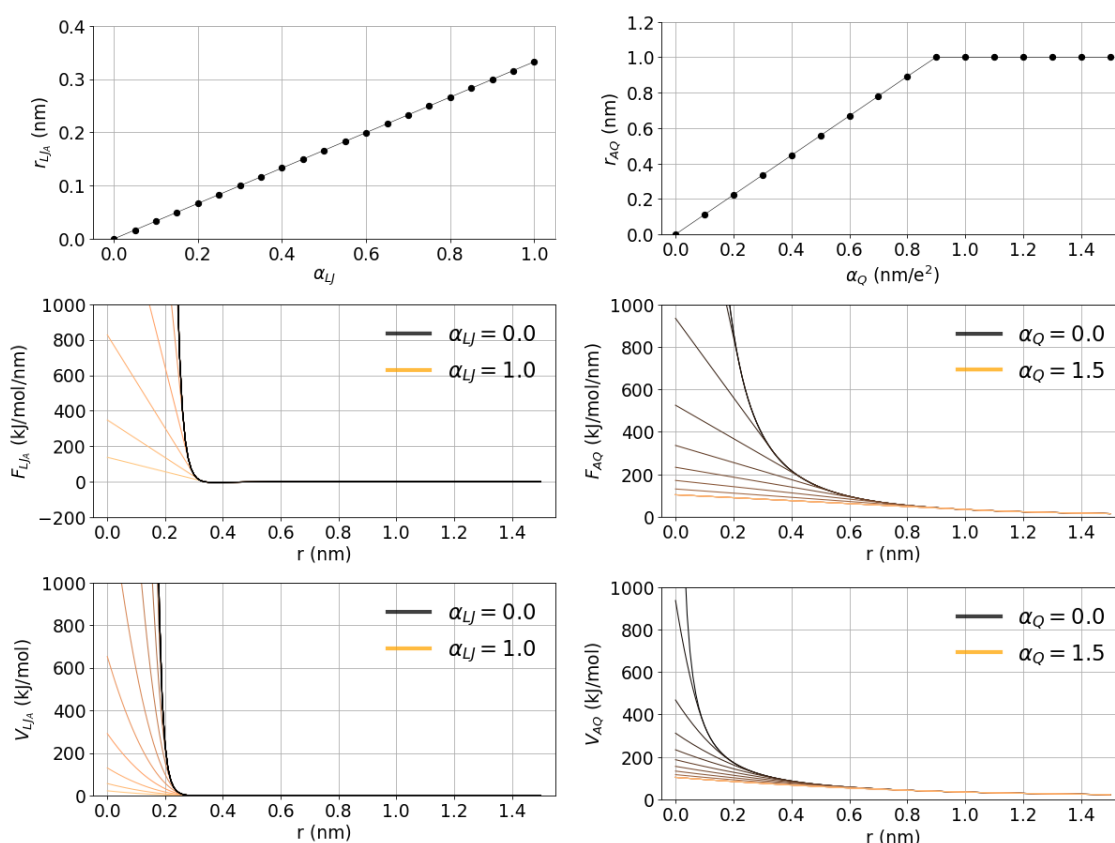 0.4
0.3
0.2
0.1
0.0
r_{LJ_A} (nm)
0.0 0.2 0.4 0.6 0.8 1.0
α_{LJ}
1.2
1.0
0.8
0.6
0.4
0.2
0.0
r_{AQ} (nm)
0.0 0.2 0.4 0.6 0.8 1.0 1.2 1.4
α_Q (nm/e²)
1000
800
600
400
200
0
−200
F_{LJ_A} (kJ/mol/nm)
α_{LJ} = 0.0
α_{LJ} = 1.0
0.0 0.2 0.4 0.6 0.8 1.0 1.2 1.4
r (nm)
1000
800
600
400
200
0
F_{AQ} (kJ/mol/nm)
α_Q = 0.0
α_Q = 1.5
0.0 0.2 0.4 0.6 0.8 1.0 1.2 1.4
r (nm)
1000
800
600
400
200
0
V_{LJ_A} (kJ/mol)
α_{LJ} = 0.0
α_{LJ} = 1.0
0.0 0.2 0.4 0.6 0.8 1.0 1.2 1.4
r (nm)
1000
800
600
400
200
0
V_{AQ} (kJ/mol)
α_Q = 0.0
α_Q = 1.5
0.0 0.2 0.4 0.6 0.8 1.0 1.2 1.4
r (nm)